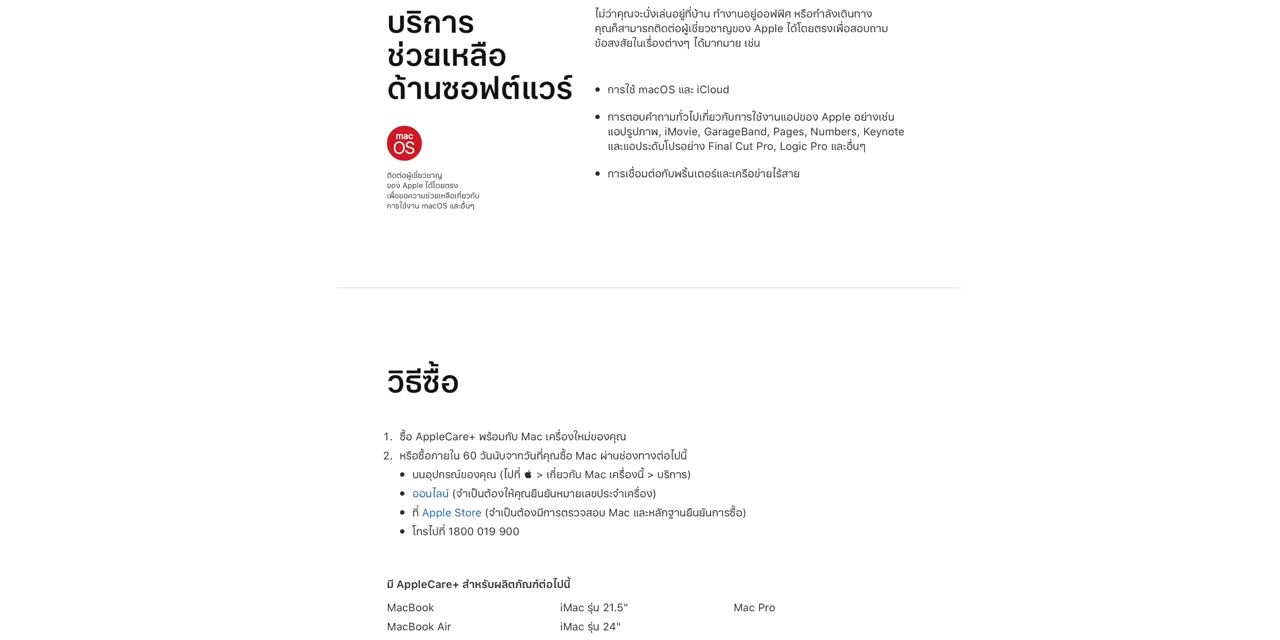 บริการ
ช่วยเหลือ
ด้านซอฟต์แวร์
mac
OS
ติดต่อผู้เชี่ยวชาญ
ของ Apple ได้โดยตรง
เพื่อขอความช่วยเหลือเกี่ยวกับ
การใช้งาน macOS และอื่นๆ
ไม่ว่าคุณจะนั่งเล่นอยู่ที่บ้าน ทำงานอยู่ออฟฟิศ หรือกำลังเดินทาง
คุณก็สามารถติดต่อผู้เชี่ยวชาญของ Apple ได้โดยตรงเพื่อสอบถาม
ข้อสงสัยในเรื่องต่างๆ ได้มากมาย เช่น
• การใช้ macOS และ iCloud
• การตอบคำถามทั่วไปเกี่ยวกับการใช้งานแอปของ Apple อย่างเช่น
แอปรูปภาพ, iMovie, GarageBand, Pages, Numbers, Keynote
และแอประดับโปรอย่าง Final Cut Pro, Logic Pro และอื่นๆ
• การเชื่อมต่อกับพริ้นเตอร์และเครือข่ายไร้สาย
วิธีซื้อ
1. ซื้อ AppleCare+ พร้อมกับ Mac เครื่องใหม่ของคุณ
2. หรือซื้อภายใน 60 วันนับจากวันที่คุณซื้อ Mac ผ่านช่องทางต่อไปนี้
• บนอุปกรณ์ของคุณ (ไปที่  > เกี่ยวกับ Mac เครื่องนี้ > บริการ)
• ออนไลน์ (จำเป็นต้องให้คุณยืนยันหมายเลขประจำเครื่อง)
• ที่ Apple Store (จำเป็นต้องมีการตรวจสอบ Mac และหลักฐานยืนยันการซื้อ)
• โทรไปที่ 1800 019 900
มี AppleCare+ สำหรับผลิตภัณฑ์ต่อไปนี้
MacBook
MacBook Air
iMac รุ่น 21.5"
iMac รุ่น 24"
Mac Pro